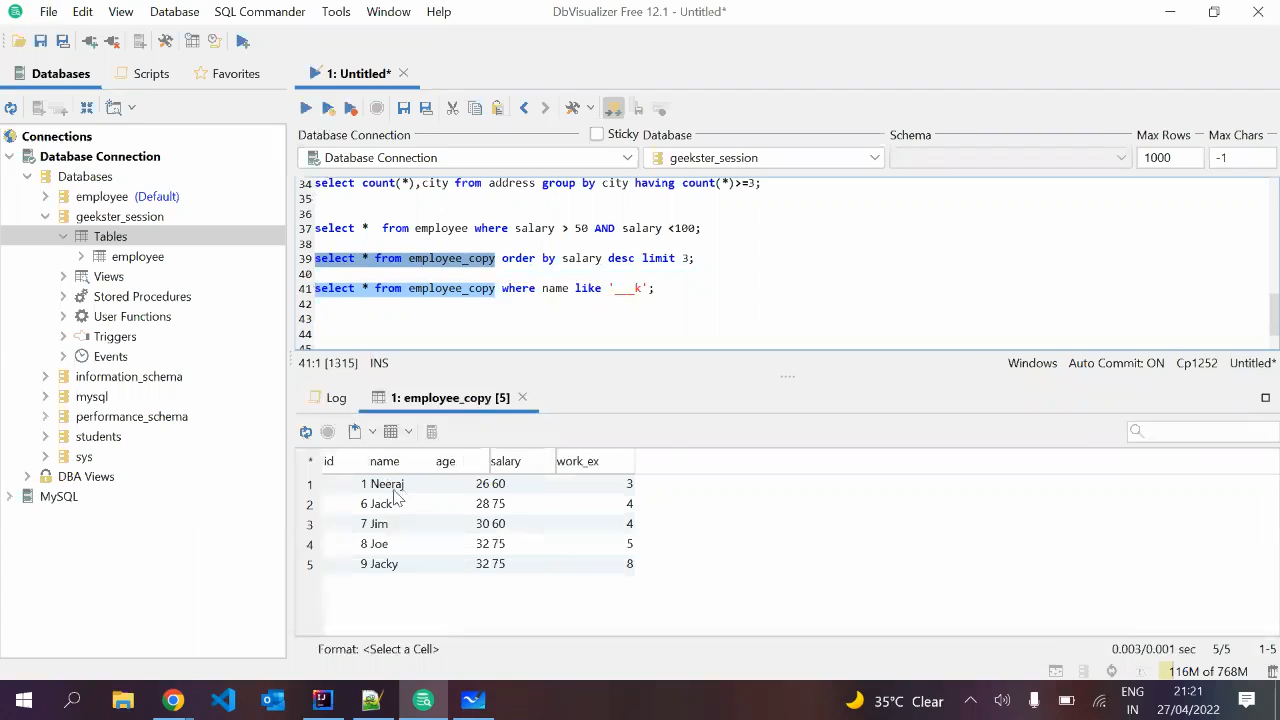 File Edit View Database SQL Commander Tools Window Help DbVisualizer Free 12.1 - Untitled*
Databases Scripts Favorites 1: Untitled*
Database Connection Sticky Database Schema Max Rows Max Chars
Database Connection geekster_session 1000 -1
Connections
Database Connection
Databases
employee (Default)
geekster_session
Tables
employee
Views
Stored Procedures
User Functions
Triggers
Events
information_schema
mysql
performance_schema
students
sys
DBA Views
MySQL
34 select count(*),city from address group by city having count(*)>=3;
35
36
37 select *  from employee where salary > 50 AND salary <100;
38
39 select * from employee_copy order by salary desc limit 3;
40
41 select * from employee_copy where name like '___k';
42
43
44
45
41:1 [1315] INS Windows Auto Commit: ON Cp1252 Untitled*
Log 1: employee_copy [5]
* id name age salary work_ex
1 1 Neeraj 26 60 3
2 6 Jack 28 75 4
3 7 Jim 30 60 4
4 8 Joe 32 75 5
5 9 Jacky 32 75 8
Format: <Select a Cell> 0.003/0.001 sec 5/5 1-5
116M of 768M
35°C Clear ENG IN 21:21 27/04/2022